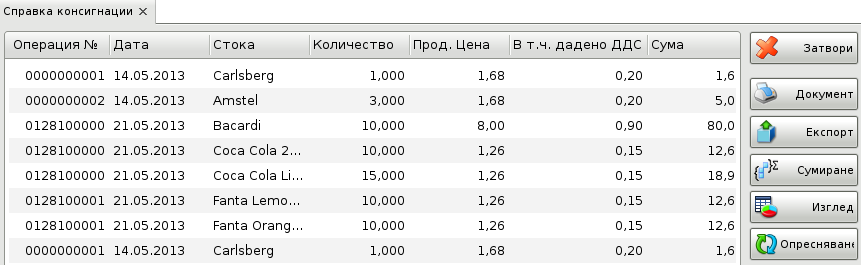 Справка консигнации
Операция № Дата Стока Количество Прод. Цена В т.ч. дадено ДДС Сума
0000000001 14.05.2013 Carlsberg 1,000 1,68 0,20 1,6
0000000002 14.05.2013 Amstel 3,000 1,68 0,20 5,0
0128100000 21.05.2013 Bacardi 10,000 8,00 0,90 80,0
0128100000 21.05.2013 Coca Cola 2... 10,000 1,26 0,15 12,6
0128100000 21.05.2013 Coca Cola Li... 15,000 1,26 0,15 18,9
0128100001 21.05.2013 Fanta Lemo... 10,000 1,26 0,15 12,6
0128100001 21.05.2013 Fanta Orang... 10,000 1,26 0,15 12,6
0000000001 14.05.2013 Carlsberg 1,000 1,68 0,20 1,6
Затвори
Документ
Експорт
Сумиране
Изглед
Опресняване